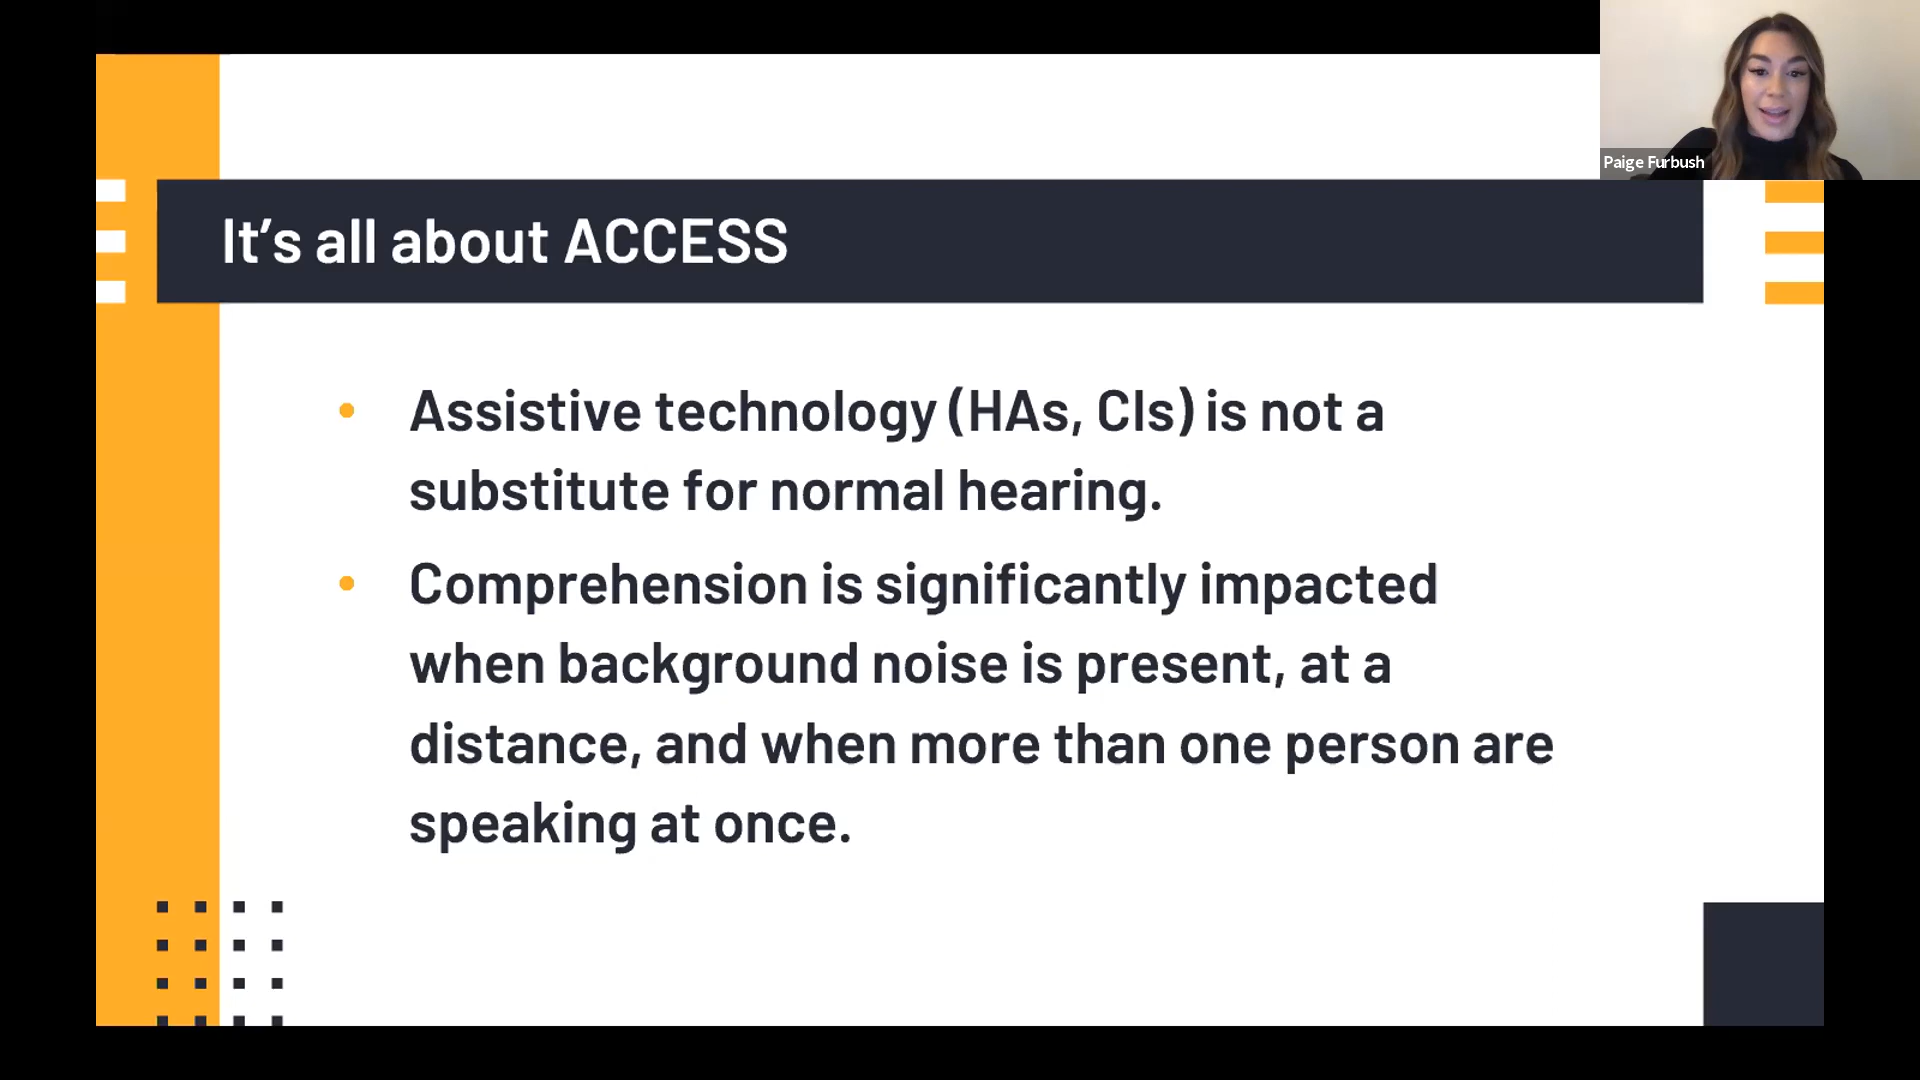 Paige Furbush
It’s all about ACCESS
• Assistive technology (HAs, CIs) is not a
substitute for normal hearing.
• Comprehension is significantly impacted
when background noise is present, at a
distance, and when more than one person are
speaking at once.